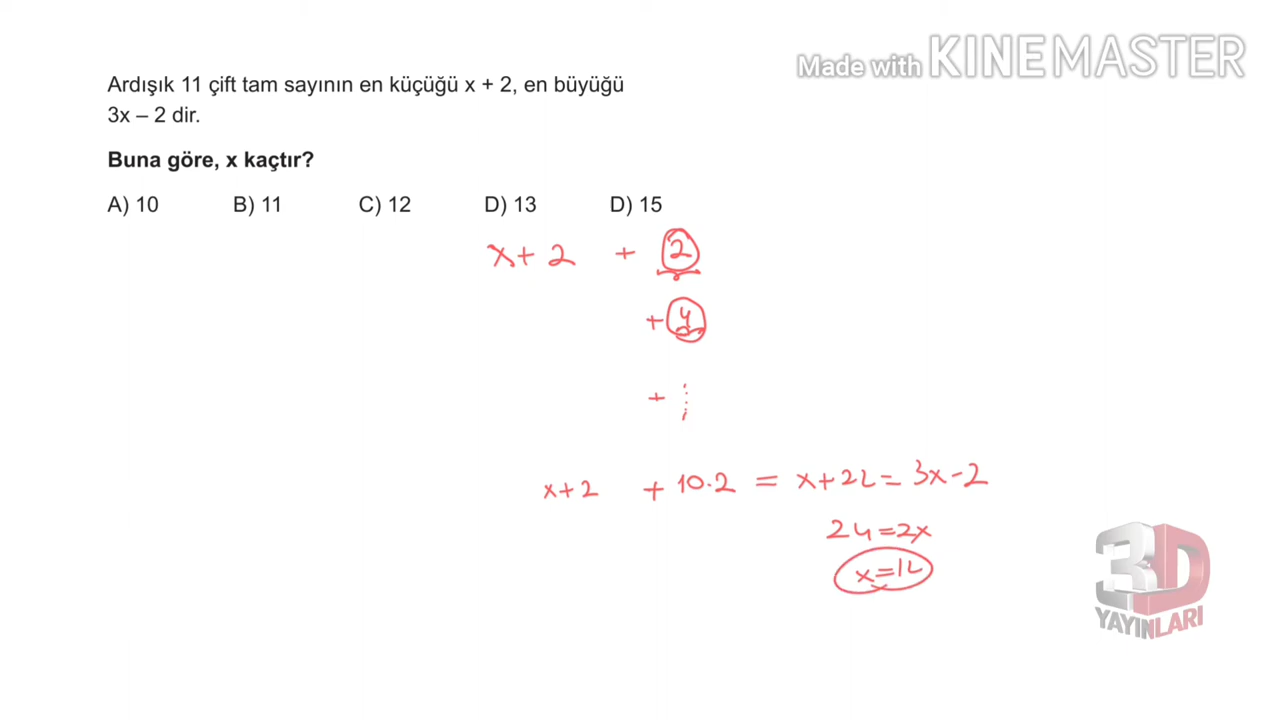 Made with KINEMASTER
Ardışık 11 çift tam sayının en küçüğü x + 2, en büyüğü
3x – 2 dir.
Buna göre, x kaçtır?
A) 10 B) 11 C) 12 D) 13 D) 15
x + 2 + 2
+ 4
+ ⋮
x + 2 + 10.2 = x + 22 = 3x - 2
24 = 2x
x = 12
3D
YAYINLARI